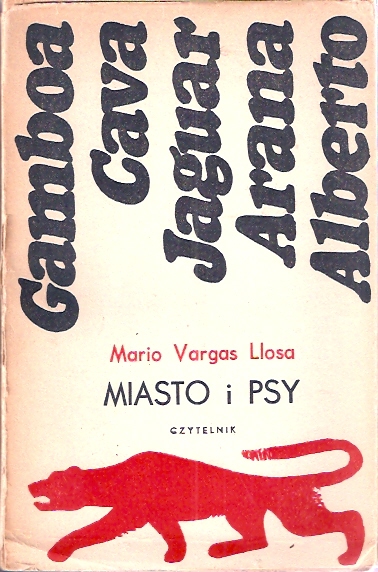 Gamboa
Cava
Jaguar
Arana
Alberto
Mario Vargas Llosa
MIASTO i PSY
CZYTELNIK